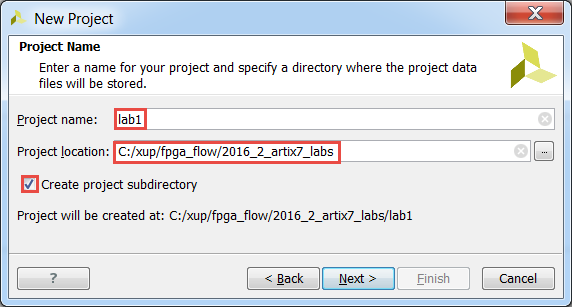 New Project
Project Name
Enter a name for your project and specify a directory where the project data
files will be stored.
Project name: lab1
Project location: C:/xup/fpga_flow/2016_2_artix7_labs ...
Create project subdirectory
Project will be created at: C:/xup/fpga_flow/2016_2_artix7_labs/lab1
? < Back Next > Finish Cancel